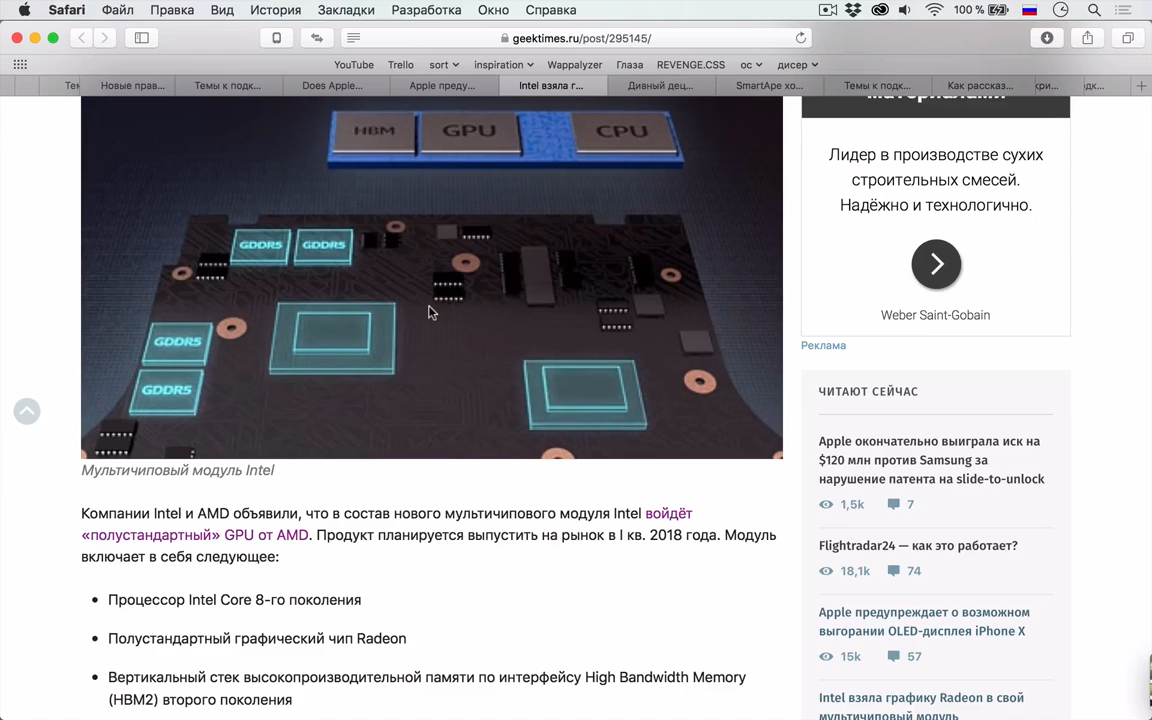 Safari Файл Правка Вид История Закладки Разработка Окно Справка 100 %
geektimes.ru/post/295145/
YouTube Trello sort inspiration Wappalyzer Глаза REVENGE.CSS ос дисер
Тем Новые прав... Темы к подк... Does Apple... Apple преду... Intel взяла г... Дивный дец... SmartApe хо... Темы к подк... Как рассказ... кри... дк...
HBM GPU CPU
GDDR5 GDDR5
GDDR5
GDDR5
Мультичиповый модуль Intel
Компании Intel и AMD объявили, что в состав нового мультичипового модуля Intel войдёт
«полустандартный» GPU от AMD. Продукт планируется выпустить на рынок в I кв. 2018 года. Модуль
включает в себя следующее:
• Процессор Intel Core 8-го поколения
• Полустандартный графический чип Radeon
• Вертикальный стек высокопроизводительной памяти по интерфейсу High Bandwidth Memory
(HBM2) второго поколения
Лидер в производстве сухих
строительных смесей.
Надёжно и технологично.
Weber Saint-Gobain
Реклама
ЧИТАЮТ СЕЙЧАС
Apple окончательно выиграла иск на
$120 млн против Samsung за
нарушение патента на slide-to-unlock
1,5k 7
Flightradar24 — как это работает?
18,1k 74
Apple предупреждает о возможном
выгорании OLED-дисплея iPhone X
15k 57
Intel взяла графику Radeon в свой
мультичиповый модуль